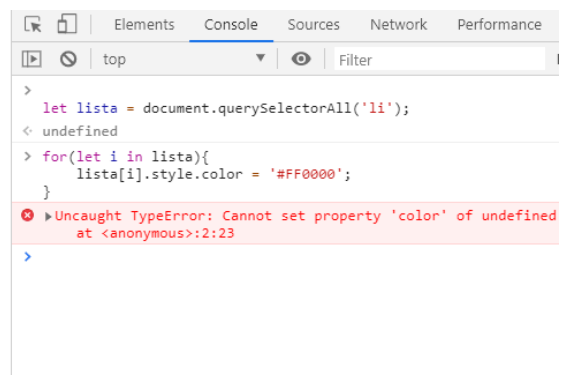 Elements Console Sources Network Performance
top Filter
>
let lista = document.querySelectorAll('li');
undefined
> for(let i in lista){
lista[i].style.color = '#FF0000';
}
Uncaught TypeError: Cannot set property 'color' of undefined
at <anonymous>:2:23
>